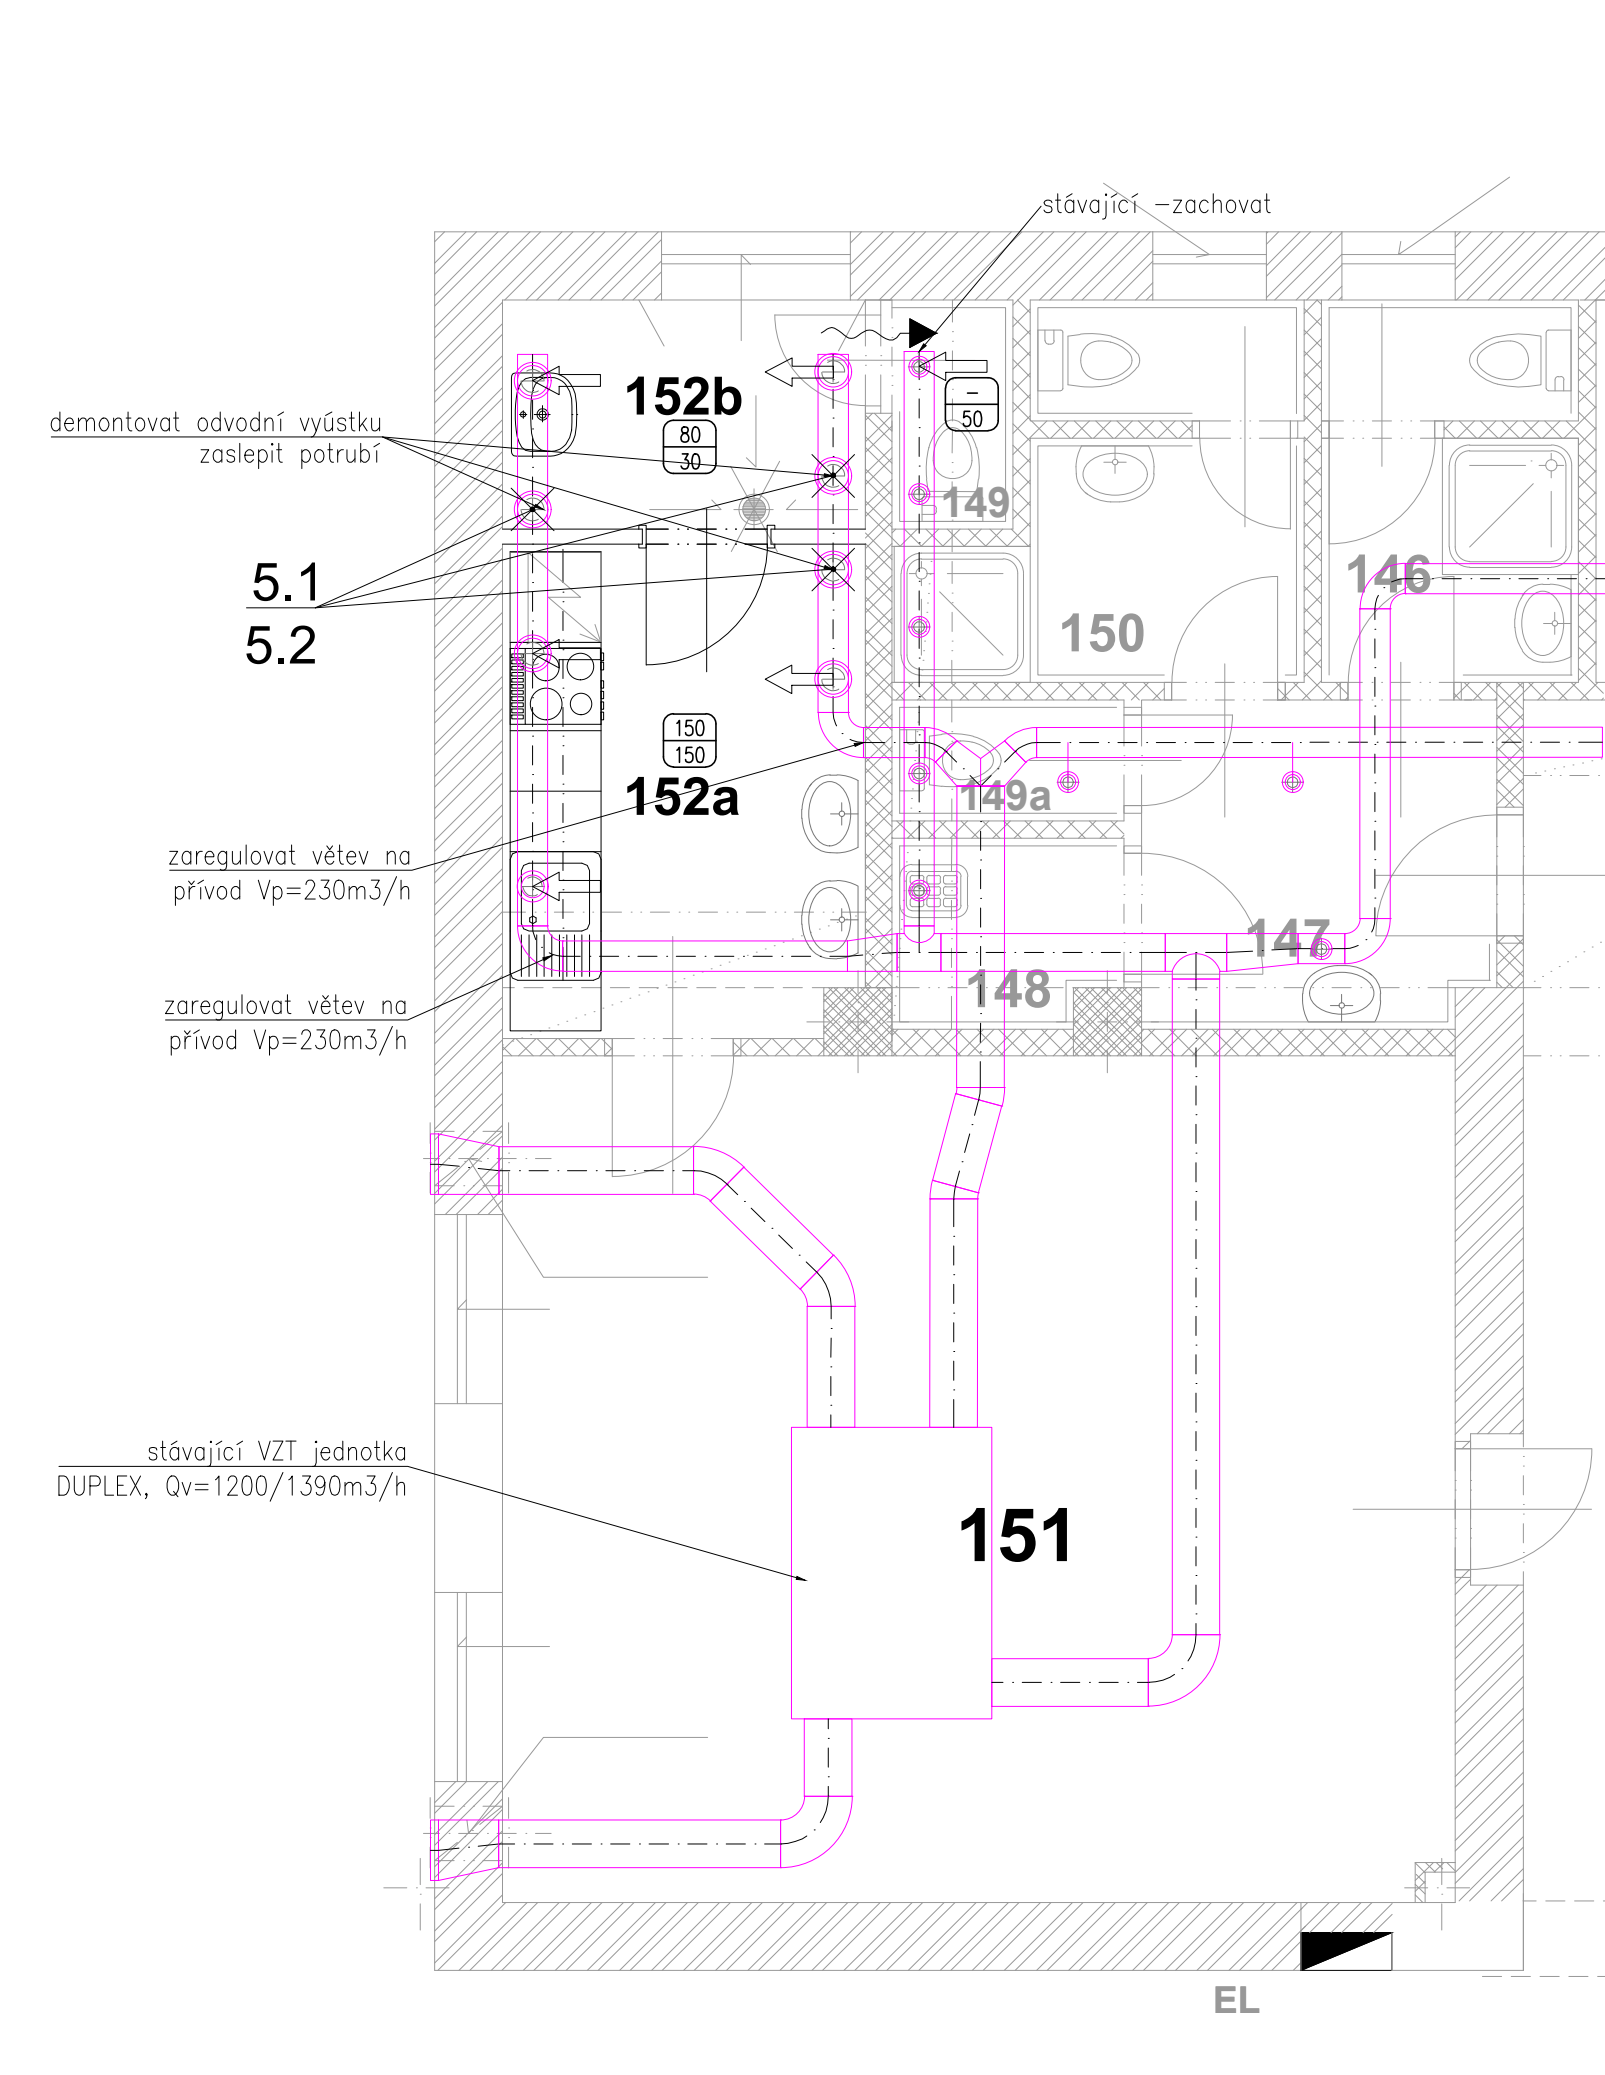 stávající -zachovat
demontovat odvodní vyústku
zaslepit potrubí
152b
80
30
-
50
149
5.1
5.2
146
150
150
150
152a
149a
zaregulovat větev na
přívod Vp=230m3/h
147
148
zaregulovat větev na
přívod Vp=230m3/h
stávající VZT jednotka
DUPLEX, Qv=1200/1390m3/h
151
EL